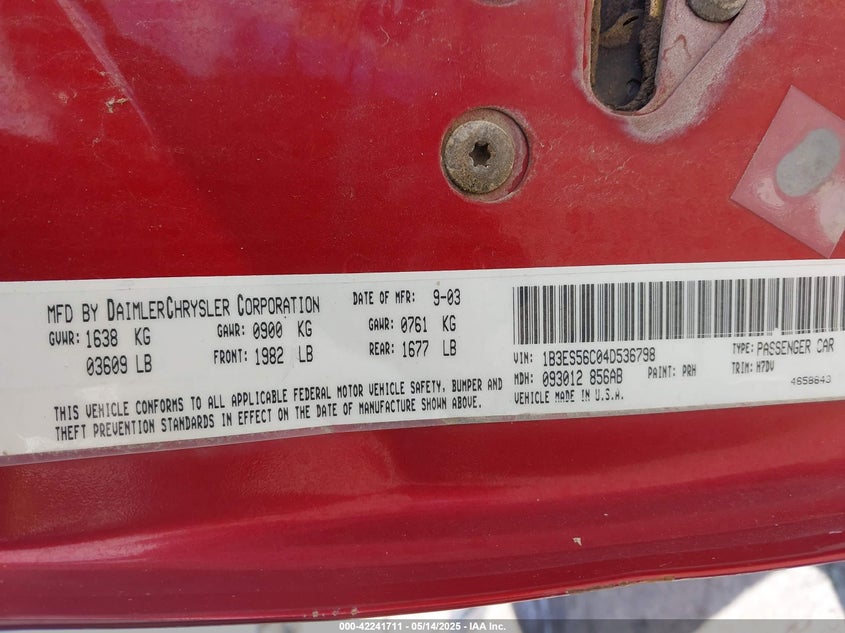 MFD BY DAIMLERCHRYSLER CORPORATION
DATE OF MFR: 9-03
GVWR: 1638 KG
GAWR: 0900 KG
GAWR: 0761 KG
03609 LB
FRONT: 1982 LB
REAR: 1677 LB
THIS VEHICLE CONFORMS TO ALL APPLICABLE FEDERAL MOTOR VEHICLE SAFETY, BUMPER AND
THEFT PREVENTION STANDARDS IN EFFECT ON THE DATE OF MANUFACTURE SHOWN ABOVE.
VIN: 1B3ES56C04D536798
TYPE: PASSENGER CAR
MDH: 093012 856AB
PAINT: PRH
TRIM: H7DV
VEHICLE MADE IN U.S.A.
4658843
000-42241711 - 05/14/2025 - IAA Inc.